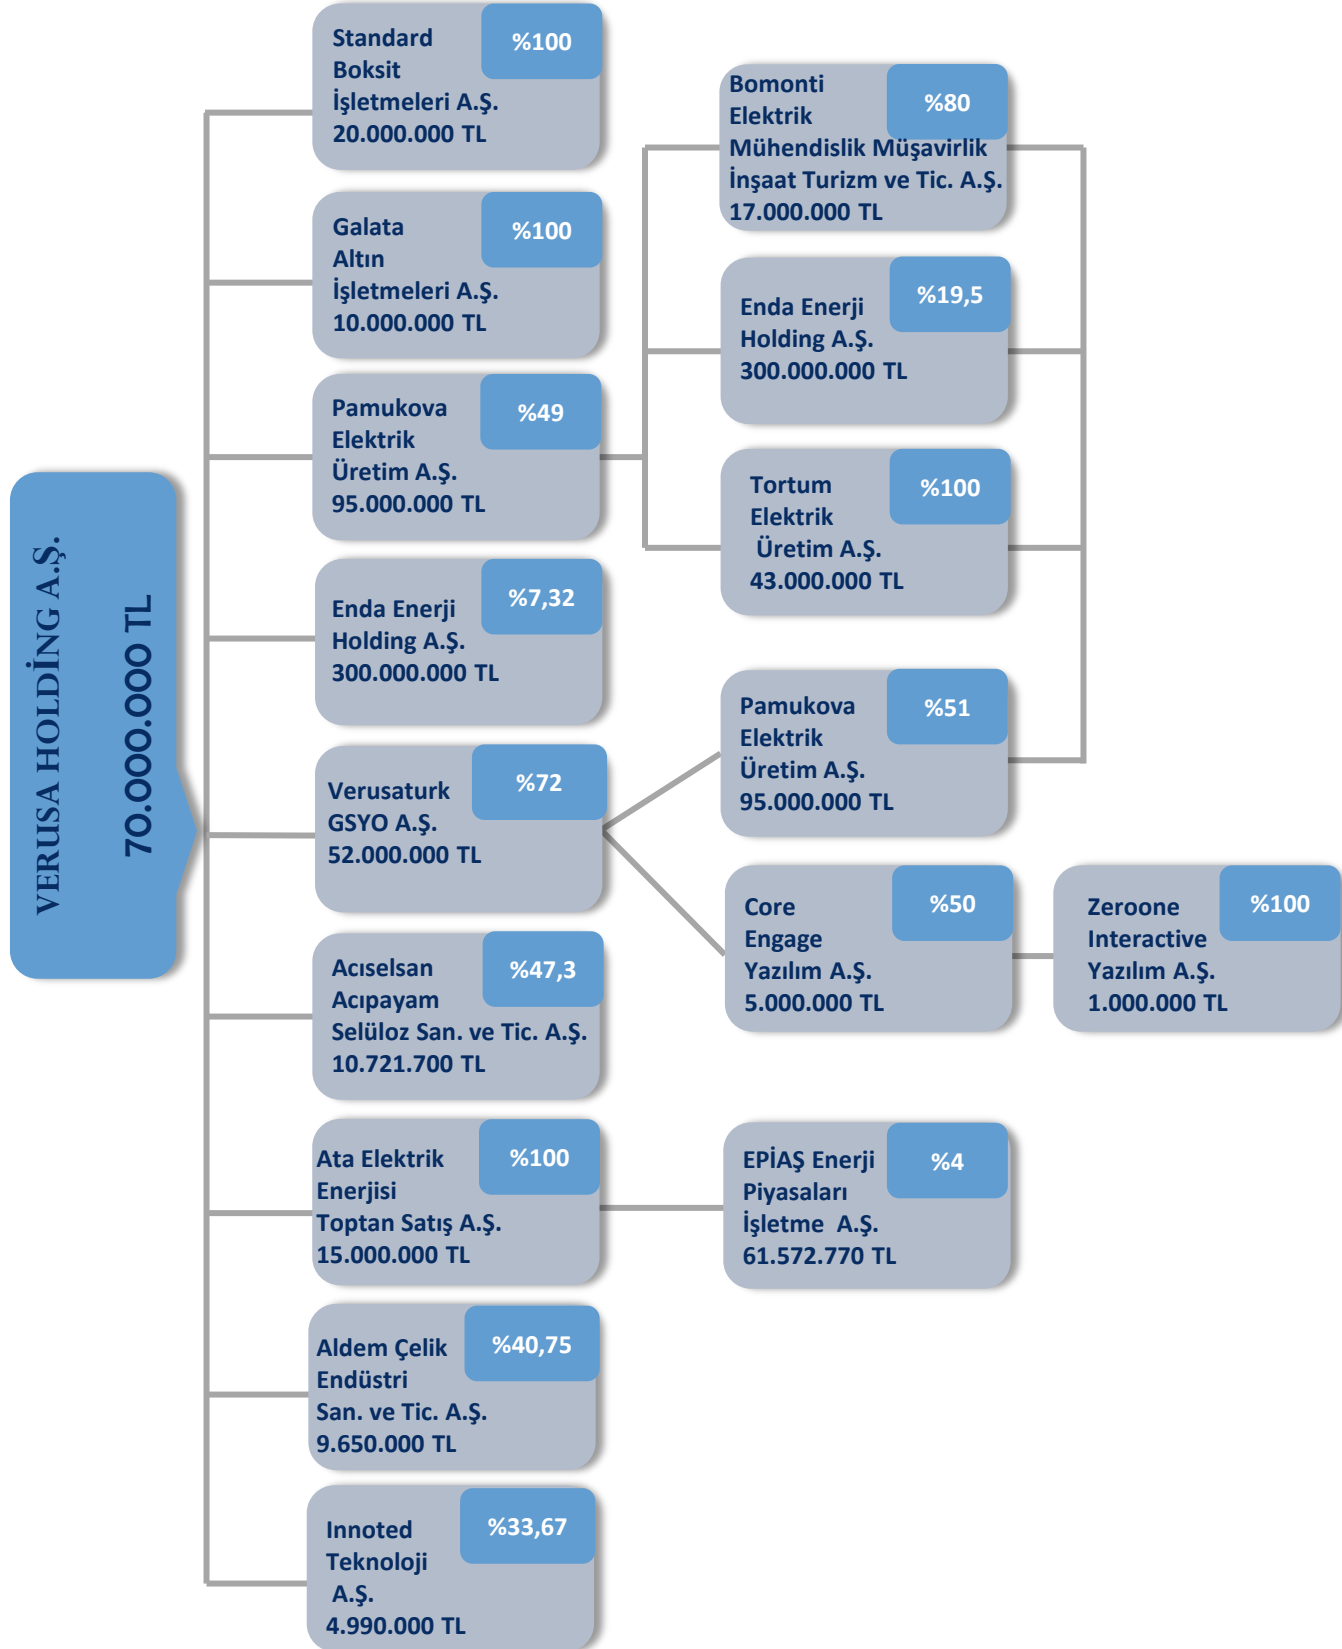 VERUSA HOLDİNG A.Ş.
70.000.000 TL
Standard
Boksit
İşletmeleri A.Ş.
20.000.000 TL
%100
Galata
Altın
İşletmeleri A.Ş.
10.000.000 TL
%100
Pamukova
Elektrik
Üretim A.Ş.
95.000.000 TL
%49
Bomonti
Elektrik
Mühendislik Müşavirlik
İnşaat Turizm ve Tic. A.Ş.
17.000.000 TL
%80
Enda Enerji
Holding A.Ş.
300.000.000 TL
%19,5
Tortum
Elektrik
Üretim A.Ş.
43.000.000 TL
%100
Enda Enerji
Holding A.Ş.
300.000.000 TL
%7,32
Verusaturk
GSYO A.Ş.
52.000.000 TL
%72
Pamukova
Elektrik
Üretim A.Ş.
95.000.000 TL
%51
Core
Engage
Yazılım A.Ş.
5.000.000 TL
%50
Zeroone
Interactive
Yazılım A.Ş.
1.000.000 TL
%100
Acıselsan
Acıpayam
Selüloz San. ve Tic. A.Ş.
10.721.700 TL
%47,3
Ata Elektrik
Enerjisi
Toptan Satış A.Ş.
15.000.000 TL
%100
EPİAŞ Enerji
Piyasaları
İşletme A.Ş.
61.572.770 TL
%4
Aldem Çelik
Endüstri
San. ve Tic. A.Ş.
9.650.000 TL
%40,75
Innoted
Teknoloji
A.Ş.
4.990.000 TL
%33,67